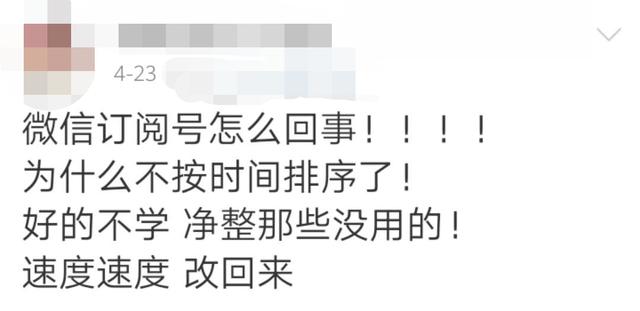 4-23
微信订阅号怎么回事！！！！
为什么不按时间排序了！
好的不学 净整那些没用的！
速度速度 改回来